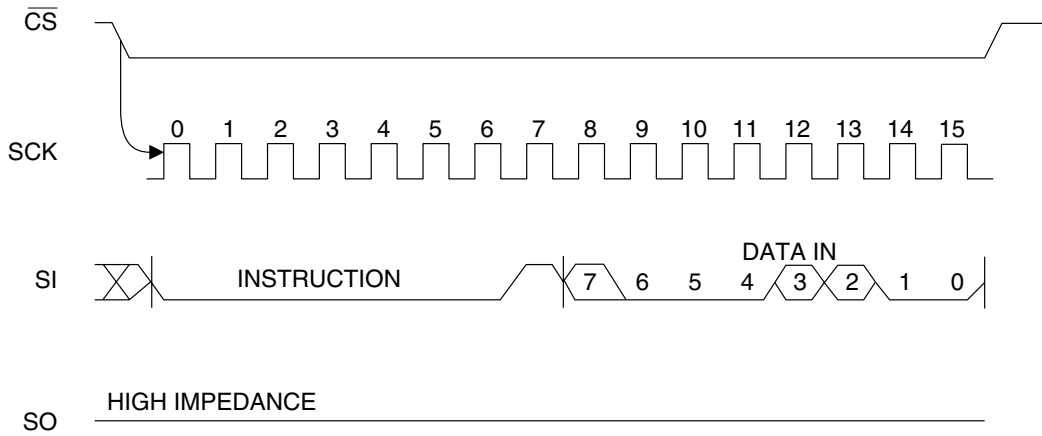 CS
0 1 2 3 4 5 6 7 8 9 10 11 12 13 14 15
SCK
DATA IN
SI INSTRUCTION 7 6 5 4 3 2 1 0
HIGH IMPEDANCE
SO